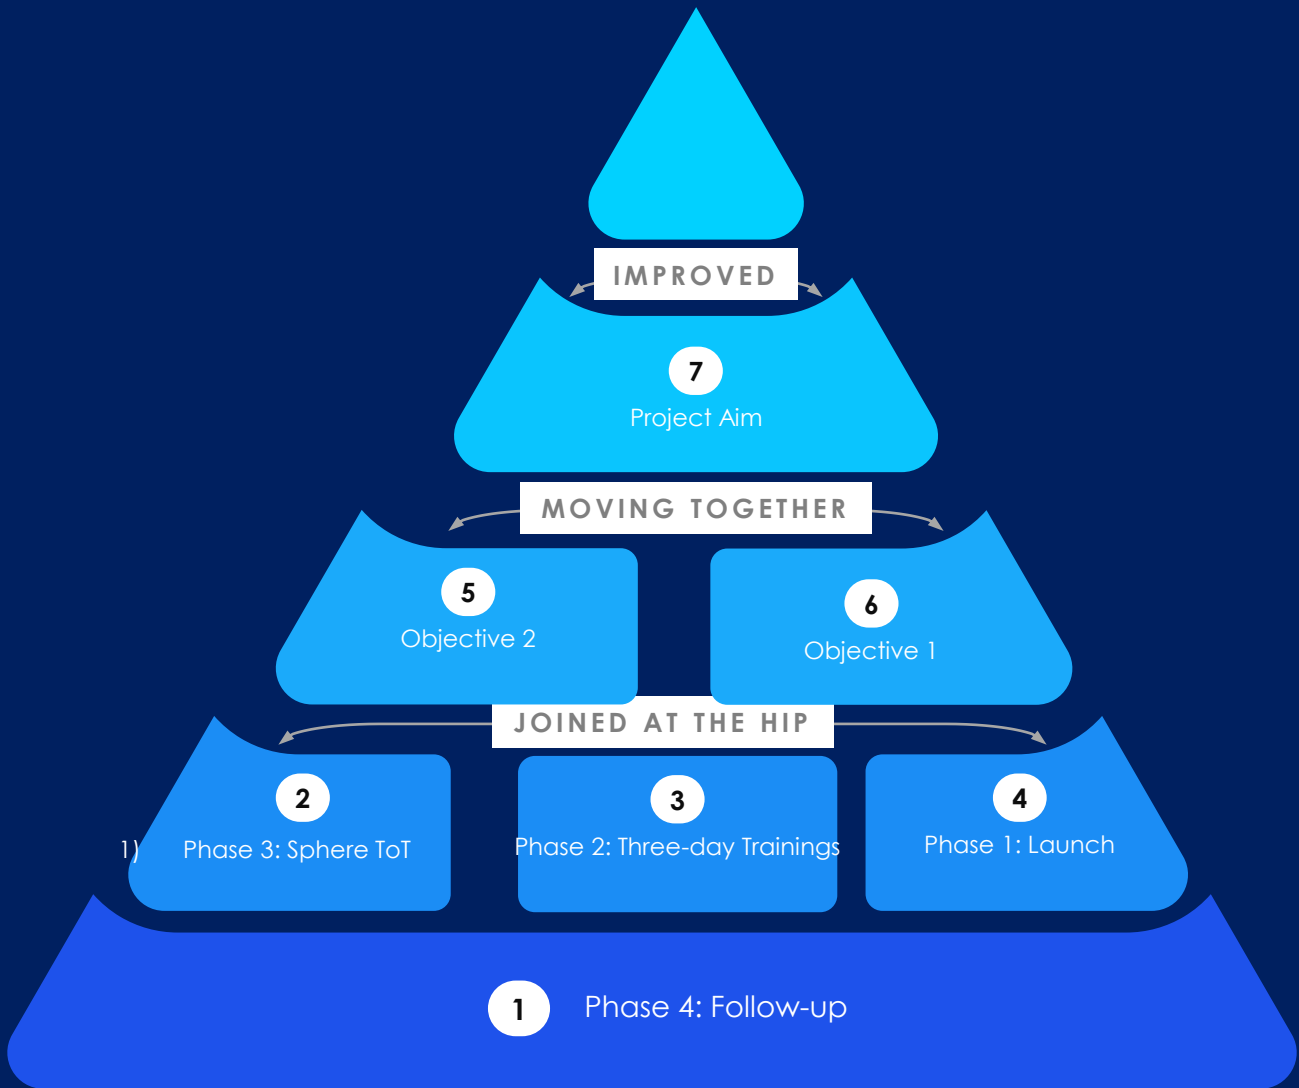 IMPROVED
7
Project Aim
MOVING TOGETHER
5
Objective 2
6
Objective 1
JOINED AT THE HIP
2
1) Phase 3: Sphere ToT
3
Phase 2: Three-day Trainings
4
Phase 1: Launch
1 Phase 4: Follow-up